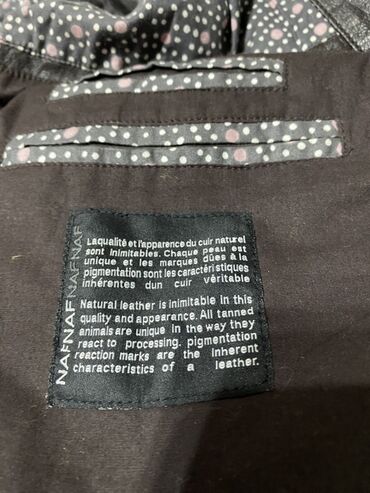 NAFNAF NAFNAF
Laqualité et l'apparence du cuir naturel
sont inimitables. Chaque peau est
unique et les marques dûes à la
pigmentation sont les caractéristiques
inhérentes dun cuir véritable
Natural leather is inimitable in this
quality and appearance. All tanned
animals are unique in the way they
react to processing. pigmentation
reaction marks are the inherent
characteristics of a leather.